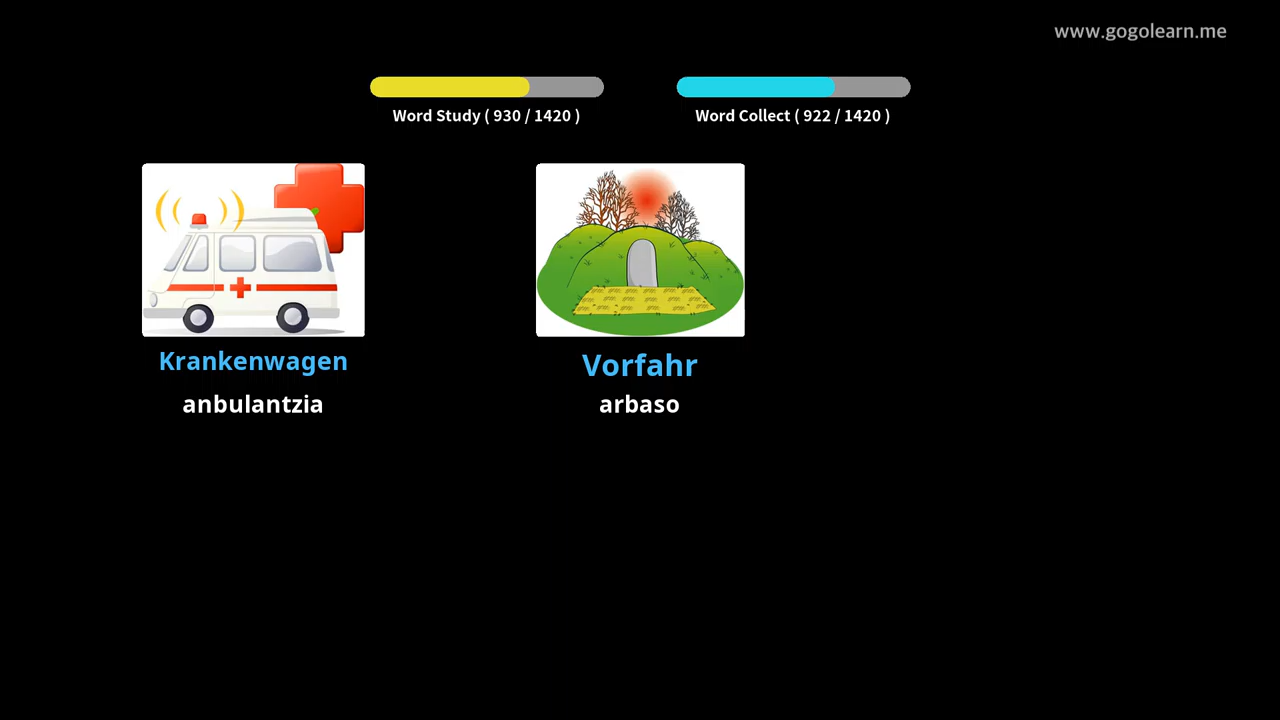 www.gogolearn.me
Word Study ( 930 / 1420 )
Word Collect ( 922 / 1420 )
Krankenwagen
anbulantzia
Vorfahr
arbaso